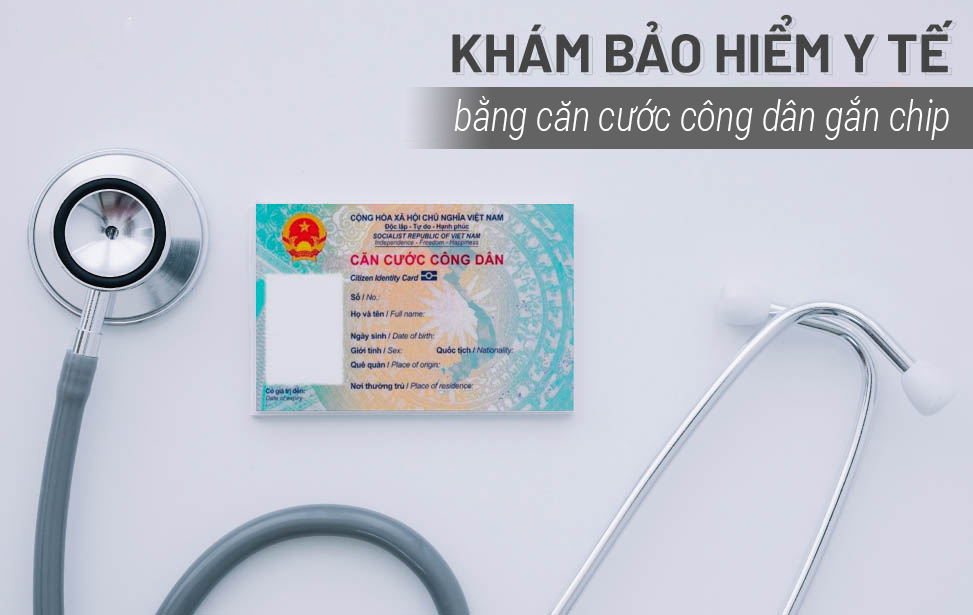 KHÁM BẢO HIỂM Y TẾ
bằng căn cước công dân gắn chip
CỘNG HÒA XÃ HỘI CHỦ NGHĨA VIỆT NAM
Độc lập - Tự do - Hạnh phúc
SOCIALIST REPUBLIC OF VIET NAM
Independence - Freedom - Happiness
CĂN CƯỚC CÔNG DÂN
Citizen Identity Card
Số / No.:
Họ và tên / Full name:
Ngày sinh / Date of birth:
Giới tính / Sex: Quốc tịch / Nationality:
Quê quán / Place of origin:
Nơi thường trú / Place of residence:
Có giá trị đến:
Date of expiry